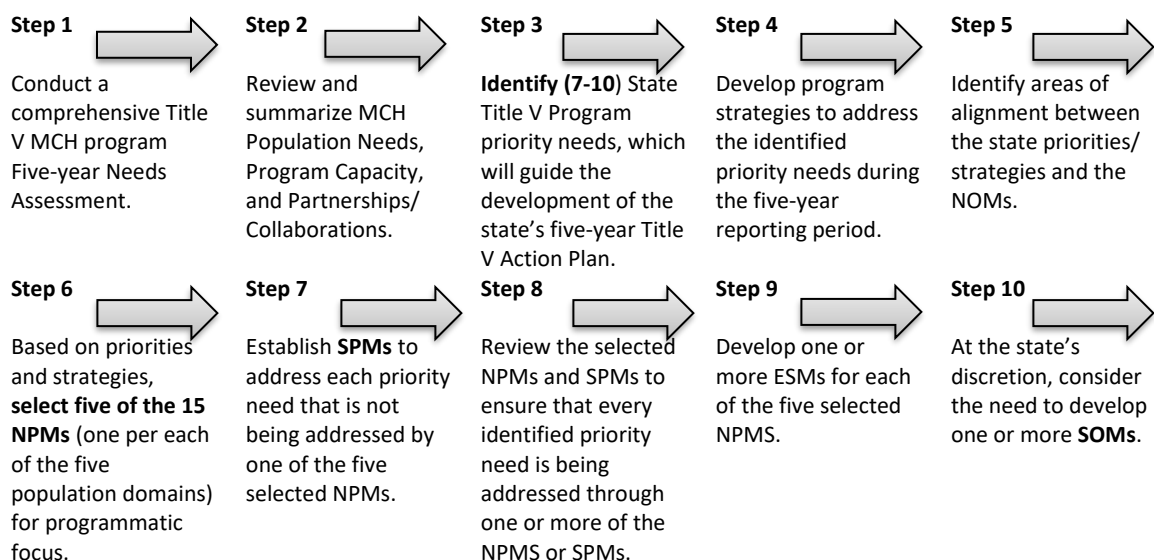 Step 1
Conduct a
comprehensive Title
V MCH program
Five-year Needs
Assessment.
Step 2
Review and
summarize MCH
Population Needs,
Program Capacity,
and Partnerships/
Collaborations.
Step 3
Identify (7-10) State
Title V Program
priority needs, which
will guide the
development of the
state’s five-year Title
V Action Plan.
Step 4
Develop program
strategies to address
the identified
priority needs during
the five-year
reporting period.
Step 5
Identify areas of
alignment between
the state priorities/
strategies and the
NOMs.
Step 6
Based on priorities
and strategies,
select five of the 15
NPMs (one per each
of the five
population domains)
for programmatic
focus.
Step 7
Establish SPMs to
address each priority
need that is not
being addressed by
one of the five
selected NPMs.
Step 8
Review the selected
NPMs and SPMs to
ensure that every
identified priority
need is being
addressed through
one or more of the
NPMS or SPMs.
Step 9
Develop one or
more ESMs for each
of the five selected
NPMS.
Step 10
At the state’s
discretion, consider
the need to develop
one or more SOMs.